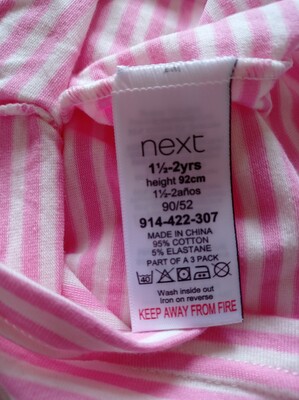 next
1½-2yrs
height 92cm
1½-2años
90/52
914-422-307
MADE IN CHINA
95% COTTON
5% ELASTANE
PART OF A 3 PACK
40
Wash inside out
Iron on reverse
KEEP AWAY FROM FIRE